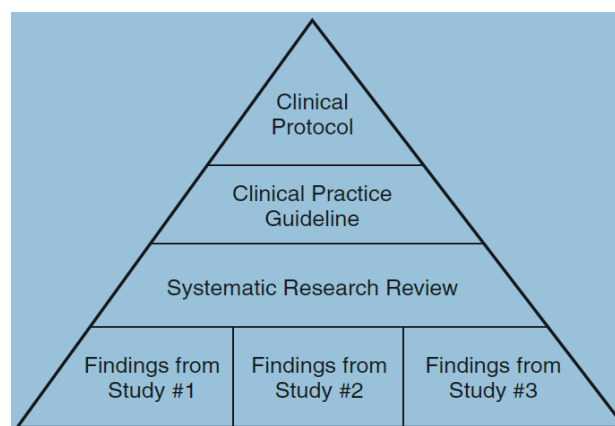 Clinical
Protocol
Clinical Practice
Guideline
Systematic Research Review
Findings from
Study #1
Findings from
Study #2
Findings from
Study #3